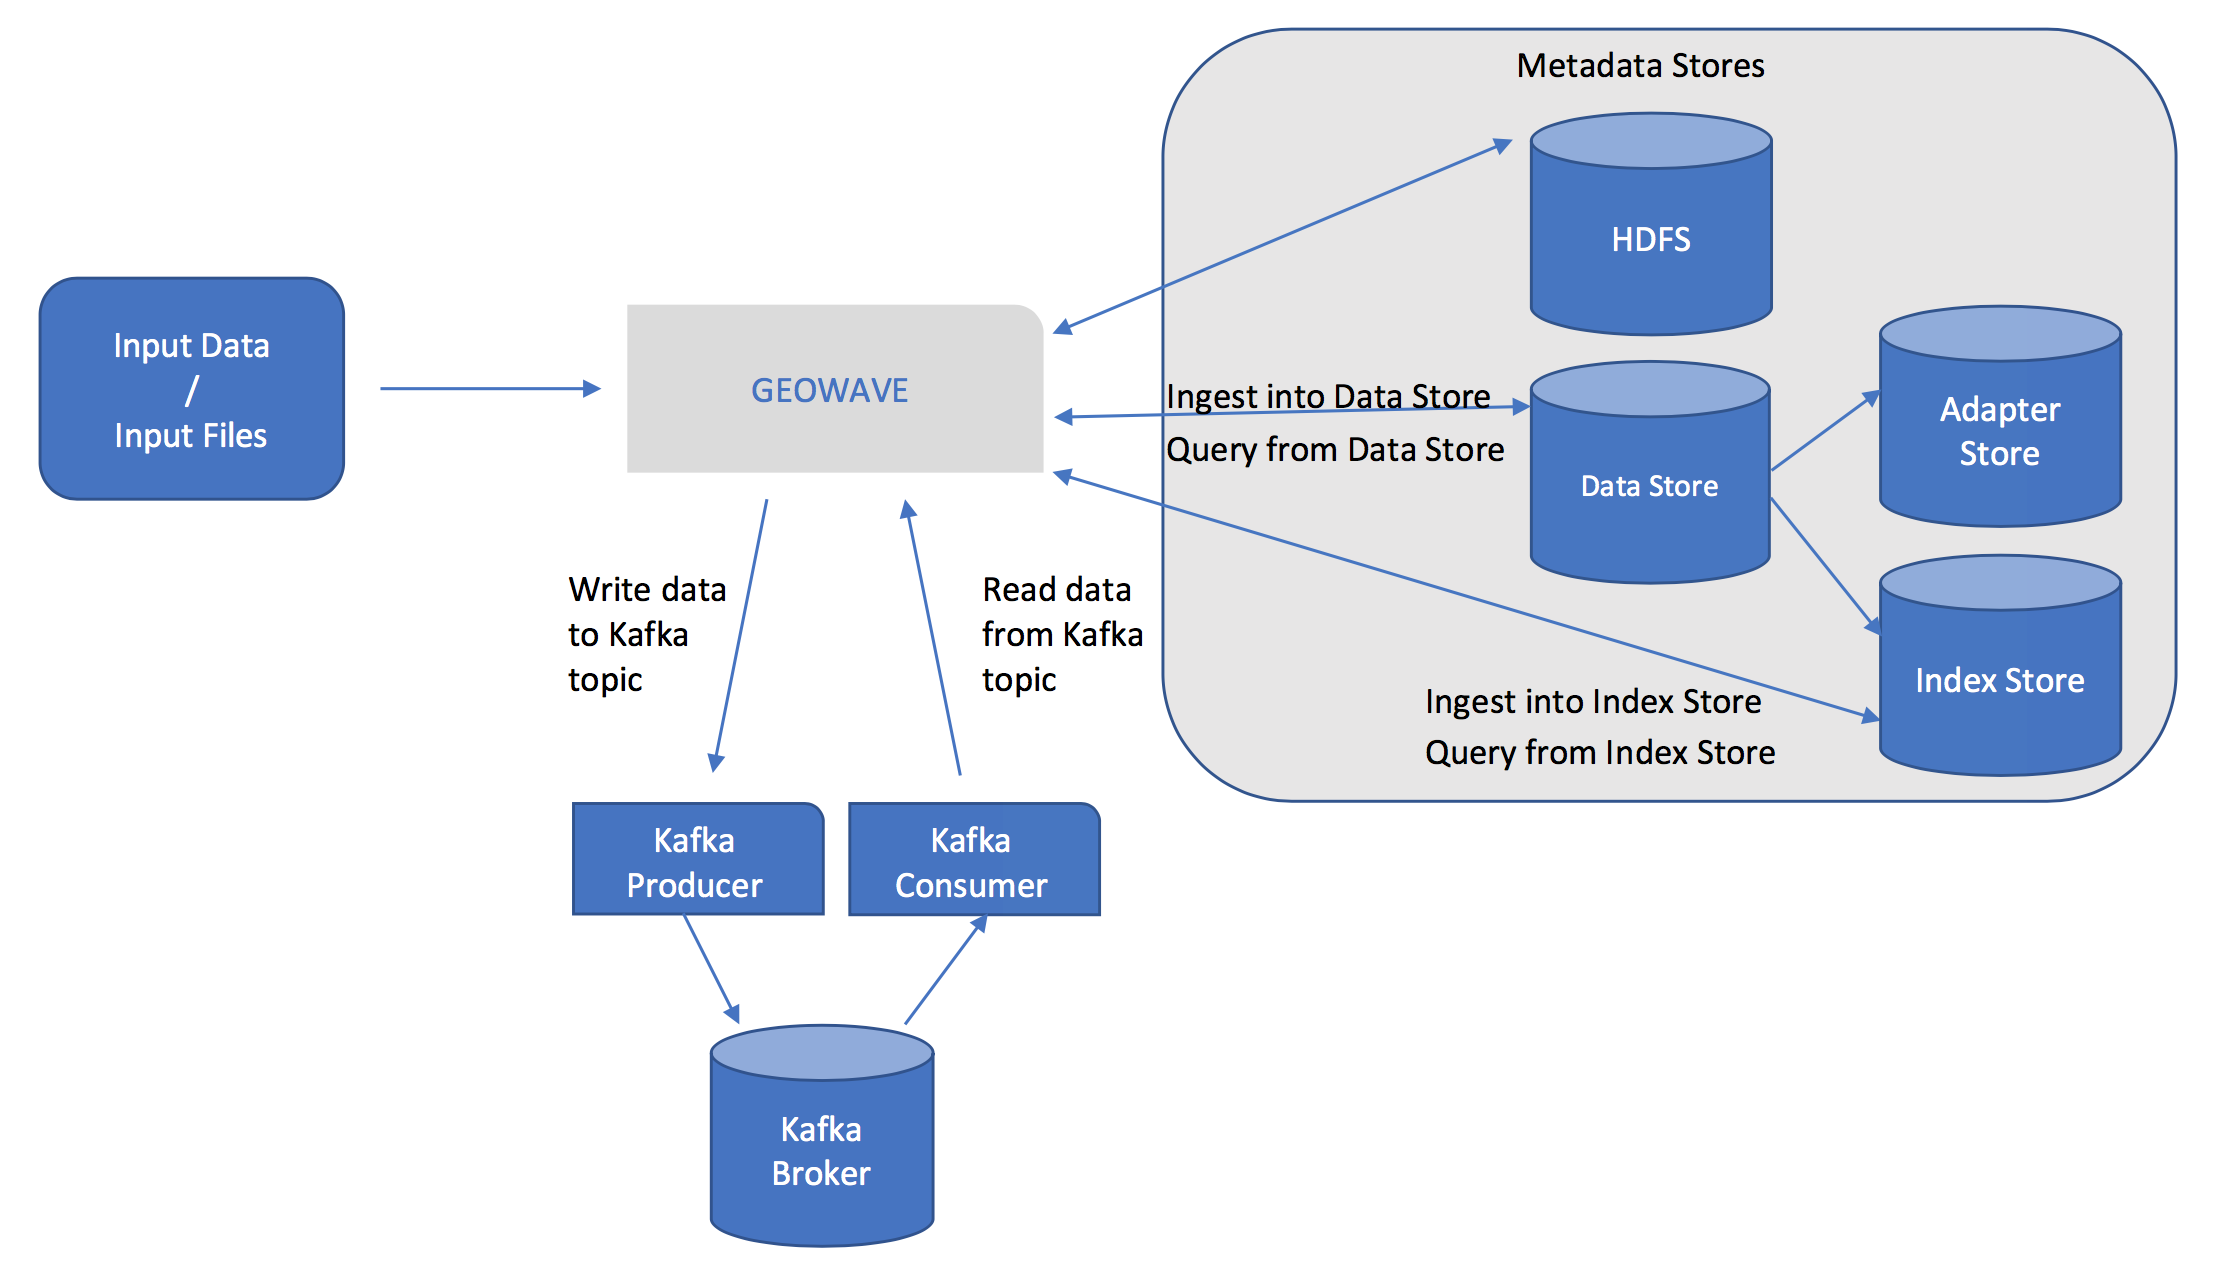 Metadata Stores
HDFS
Input Data
/
Input Files
GEOWAVE
Ingest into Data Store
Query from Data Store
Data Store
Adapter
Store
Write data
to Kafka
topic
Read data
from Kafka
topic
Index Store
Ingest into Index Store
Query from Index Store
Kafka
Producer
Kafka
Consumer
Kafka
Broker